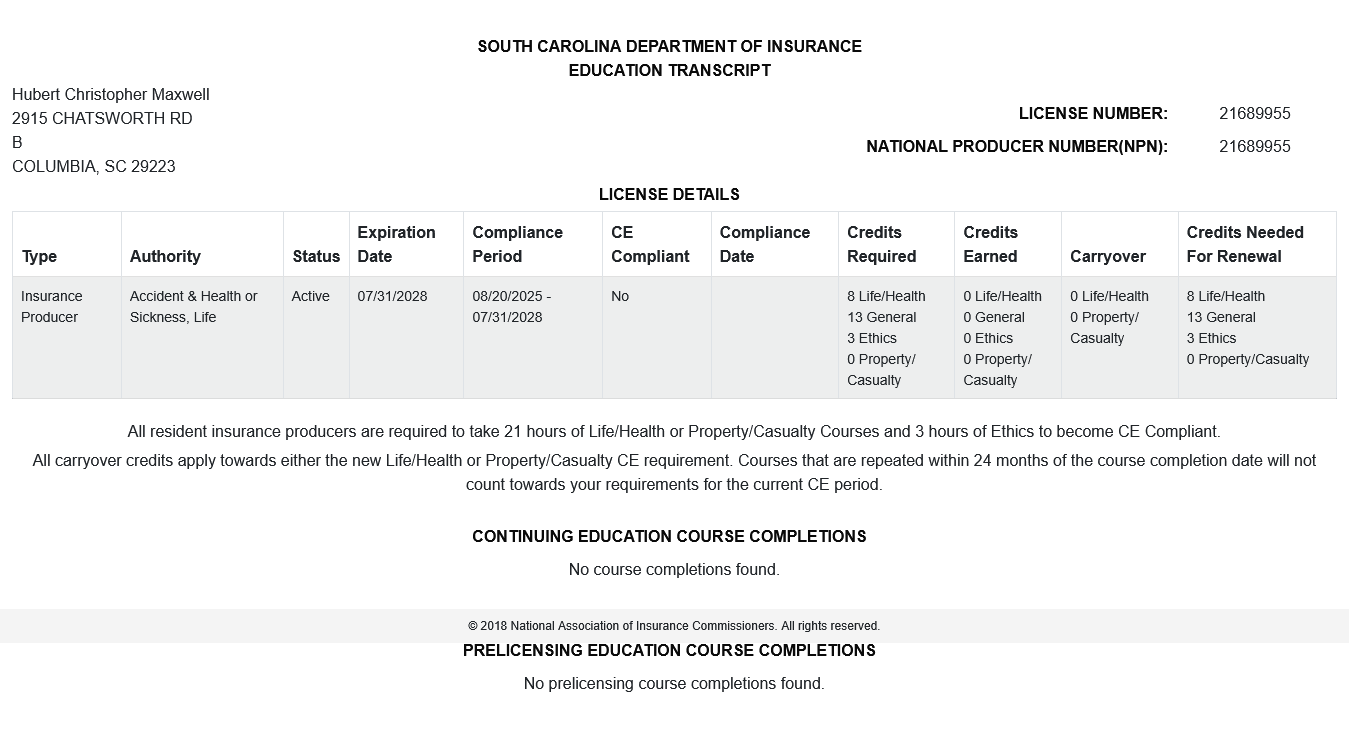 SOUTH CAROLINA DEPARTMENT OF INSURANCE
EDUCATION TRANSCRIPT
Hubert Christopher Maxwell
2915 CHATSWORTH RD
B
COLUMBIA, SC 29223
LICENSE NUMBER: 21689955
NATIONAL PRODUCER NUMBER(NPN): 21689955
LICENSE DETAILS
Type
Authority
Status
Expiration
Date
Compliance
Period
CE
Compliant
Compliance
Date
Credits
Required
Credits
Earned
Carryover
Credits Needed
For Renewal
Insurance
Producer
Accident & Health or
Sickness, Life
Active
07/31/2028
08/20/2025 -
07/31/2028
No
8 Life/Health
13 General
3 Ethics
0 Property/
Casualty
0 Life/Health
0 General
0 Ethics
0 Property/
Casualty
0 Life/Health
0 Property/
Casualty
8 Life/Health
13 General
3 Ethics
0 Property/Casualty
All resident insurance producers are required to take 21 hours of Life/Health or Property/Casualty Courses and 3 hours of Ethics to become CE Compliant.
All carryover credits apply towards either the new Life/Health or Property/Casualty CE requirement. Courses that are repeated within 24 months of the course completion date will not
count towards your requirements for the current CE period.
CONTINUING EDUCATION COURSE COMPLETIONS
No course completions found.
© 2018 National Association of Insurance Commissioners. All rights reserved.
PRELICENSING EDUCATION COURSE COMPLETIONS
No prelicensing course completions found.